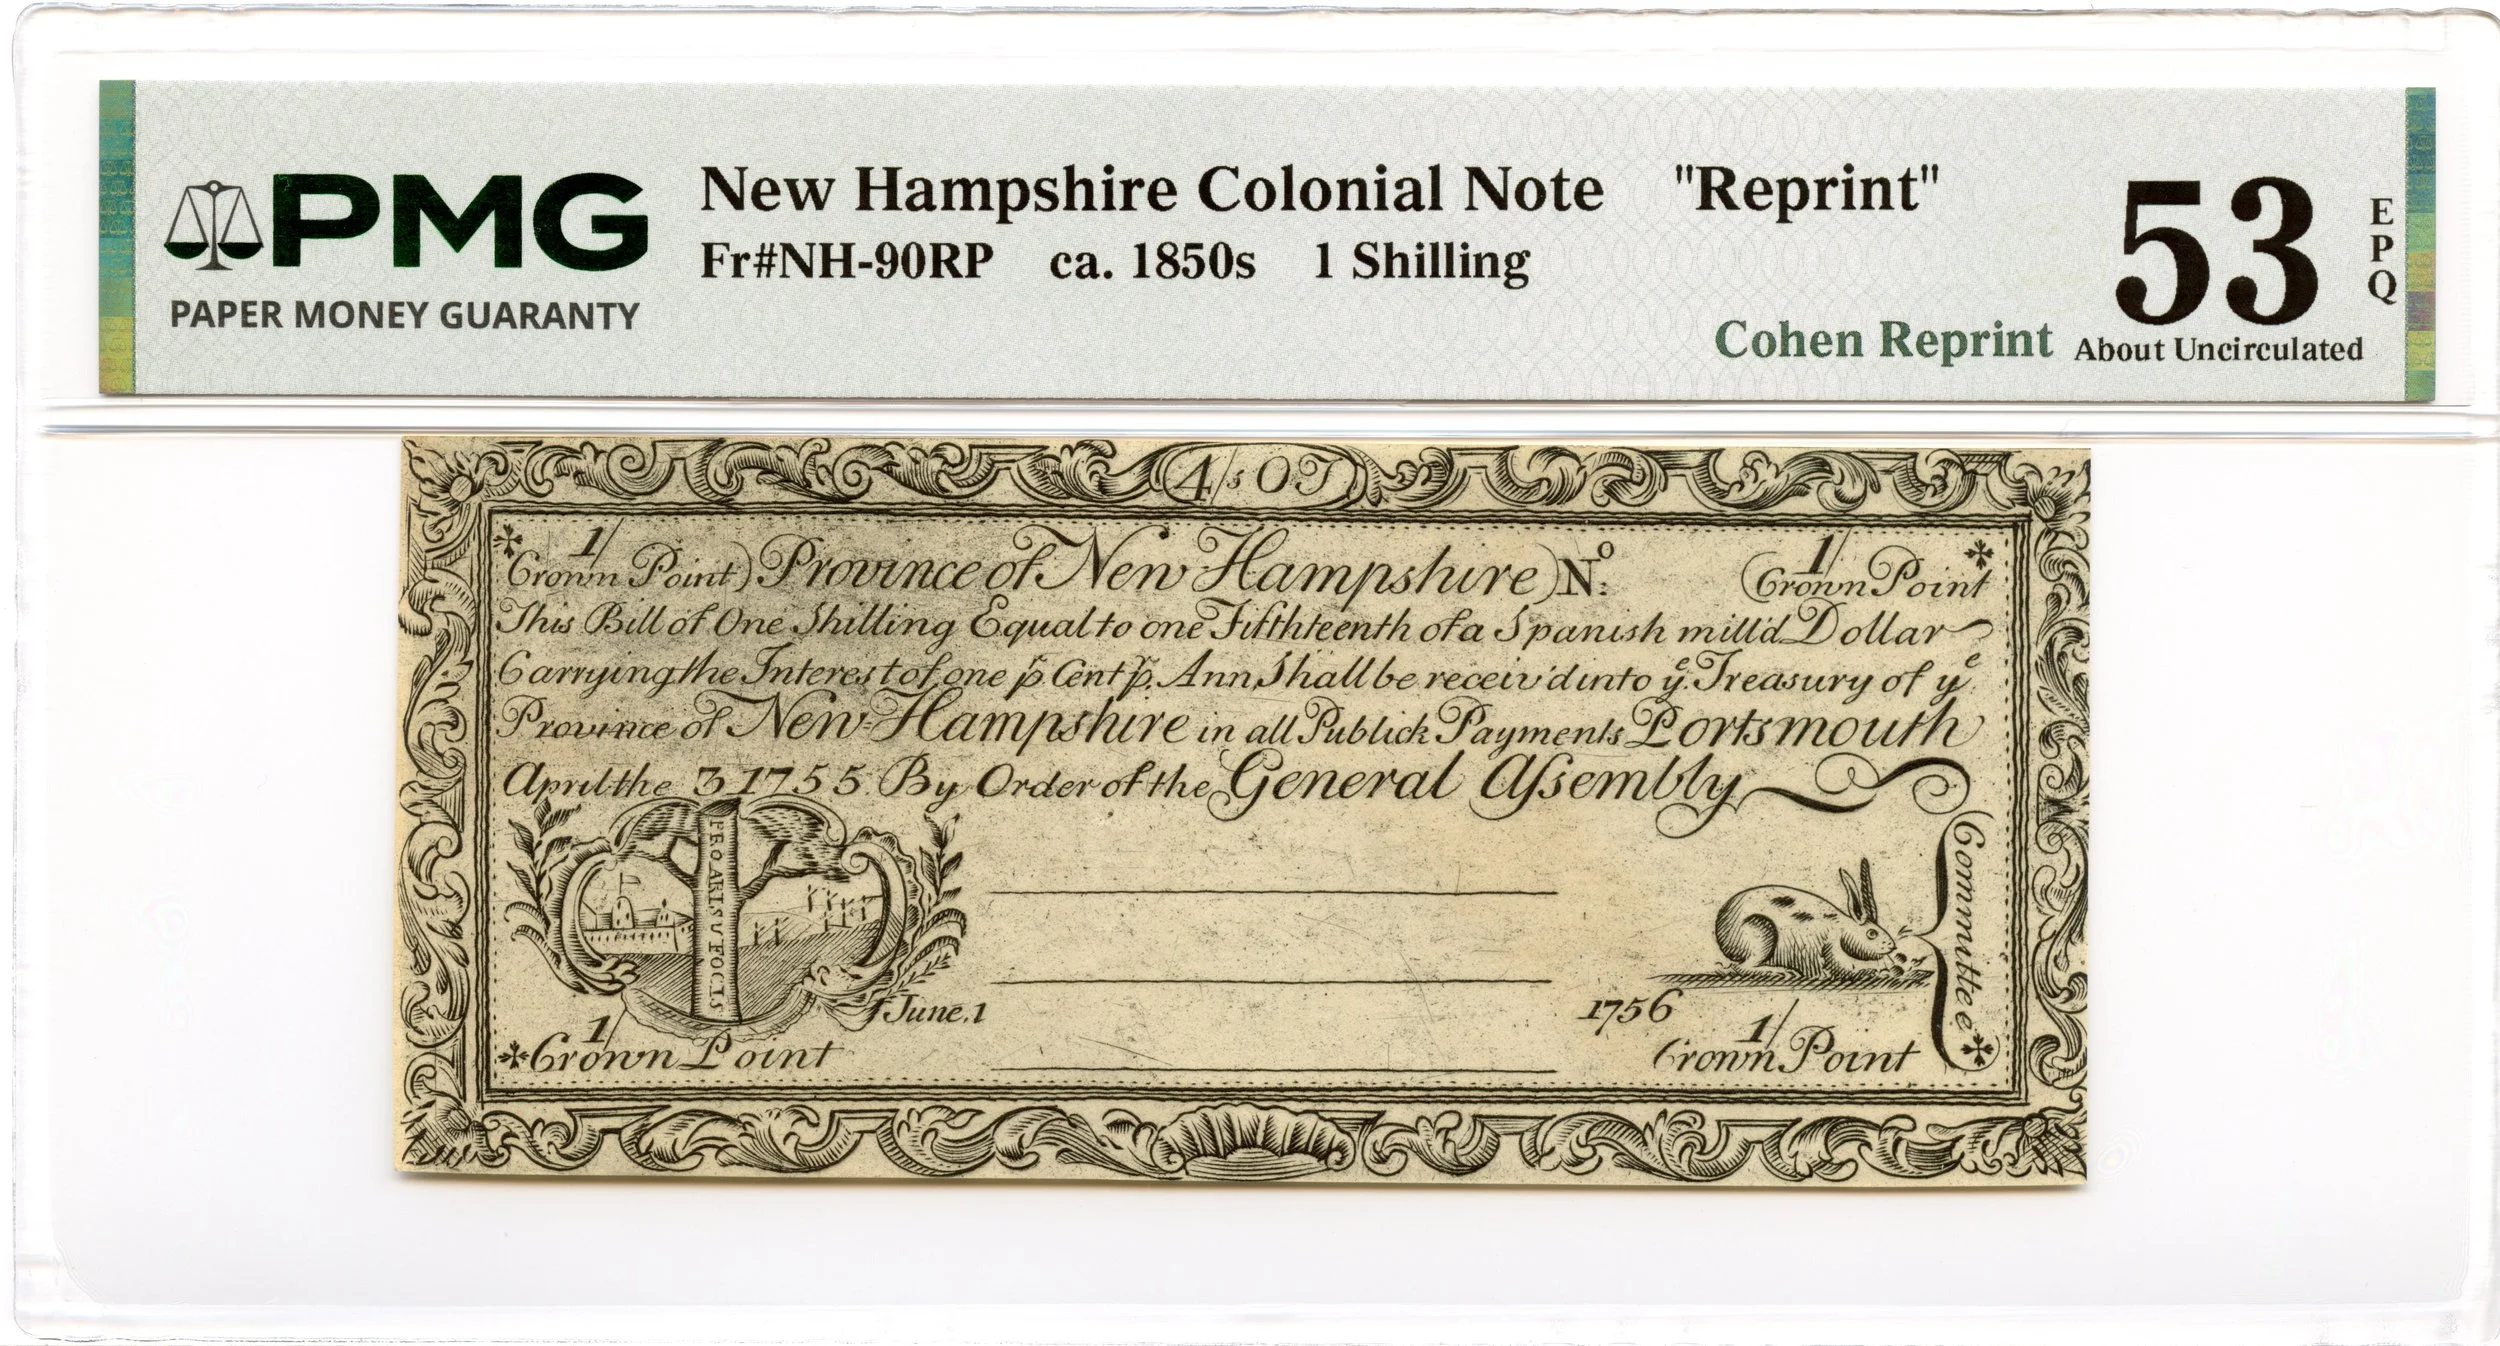 PMG
PAPER MONEY GUARANTY
New Hampshire Colonial Note "Reprint"
Fr#NH-90RP ca. 1850s 1 Shilling
Cohen Reprint
53
EPQ
About Uncirculated
4/s OT
1/
Crown Point) Province of New-Hampshire) No: (Crown Point
1/
This Bill of One Shilling Equal to one Fifthteenth of a Spanish mill'd Dollar
Carrying the Interest of one p Cent p. Ann, Shall be receiv'd into ye Treasury of ye
Province of New-Hampshire in all Publick Payments Portsmouth
April the 3 1755 By Order of the General Assembly
PRO ARIS U FOCIS
Committee
June.1
1756
1/
Crown Point
1/
Crown Point